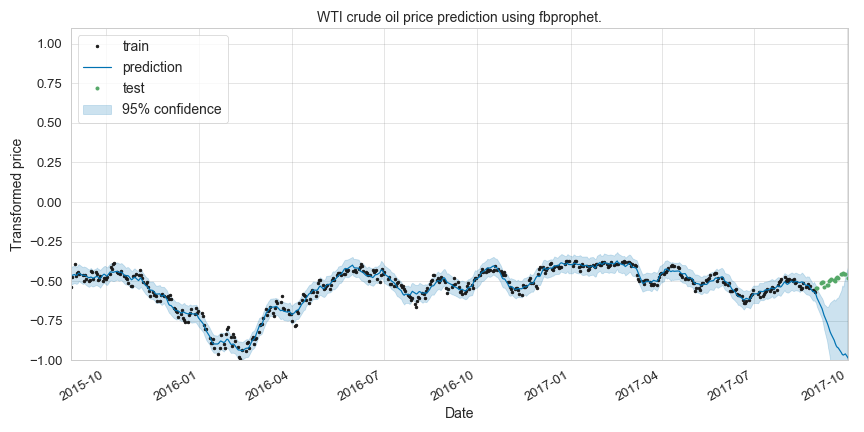 WTI crude oil price prediction using fbprophet.
train
prediction
test
95% confidence
1.00
0.75
0.50
0.25
0.00
−0.25
−0.50
−0.75
−1.00
Transformed price
2015-10
2016-01
2016-04
2016-07
2016-10
2017-01
2017-04
2017-07
2017-10
Date